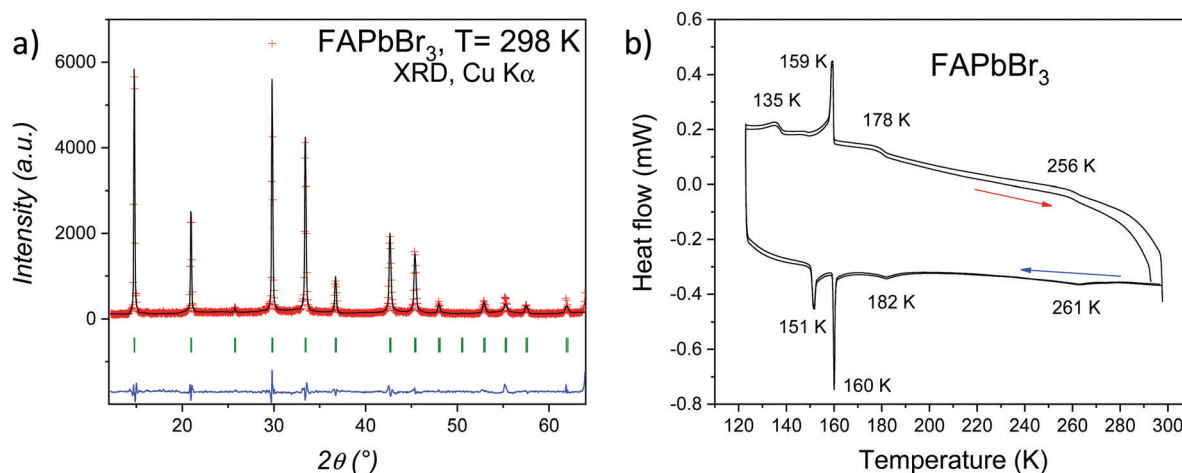 a)
FAPbBr3, T= 298 K
XRD, Cu Kα
Intensity (a.u.)
6000
4000
2000
0
20
30
40
50
60
2θ (°)
b)
FAPbBr3
Heat flow (mW)
0.6
0.4
0.2
0.0
-0.2
-0.4
-0.6
-0.8
159 K
135 K
178 K
256 K
182 K
261 K
151 K
160 K
120
140
160
180
200
220
240
260
280
300
Temperature (K)